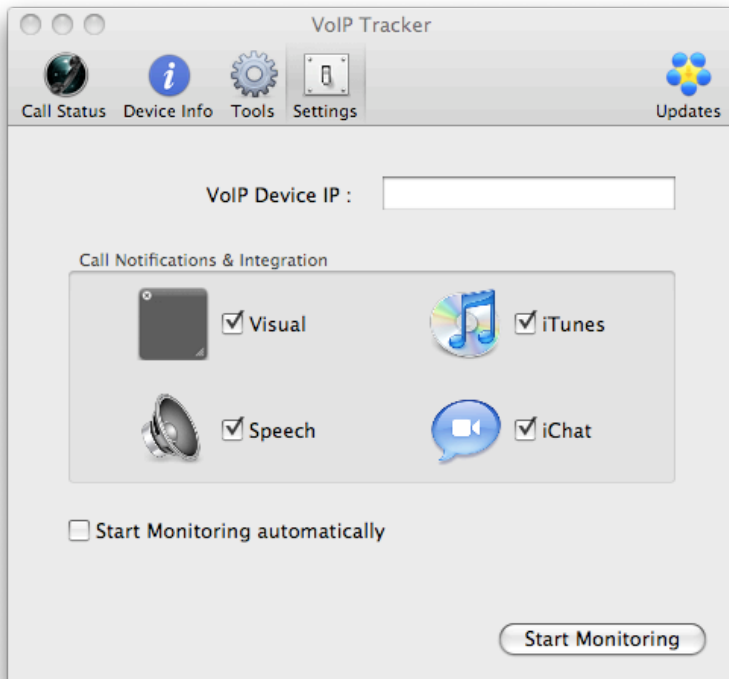 VoIP Tracker
Call Status Device Info Tools Settings Updates
VoIP Device IP :
Call Notifications & Integration
Visual iTunes
Speech iChat
Start Monitoring automatically
Start Monitoring